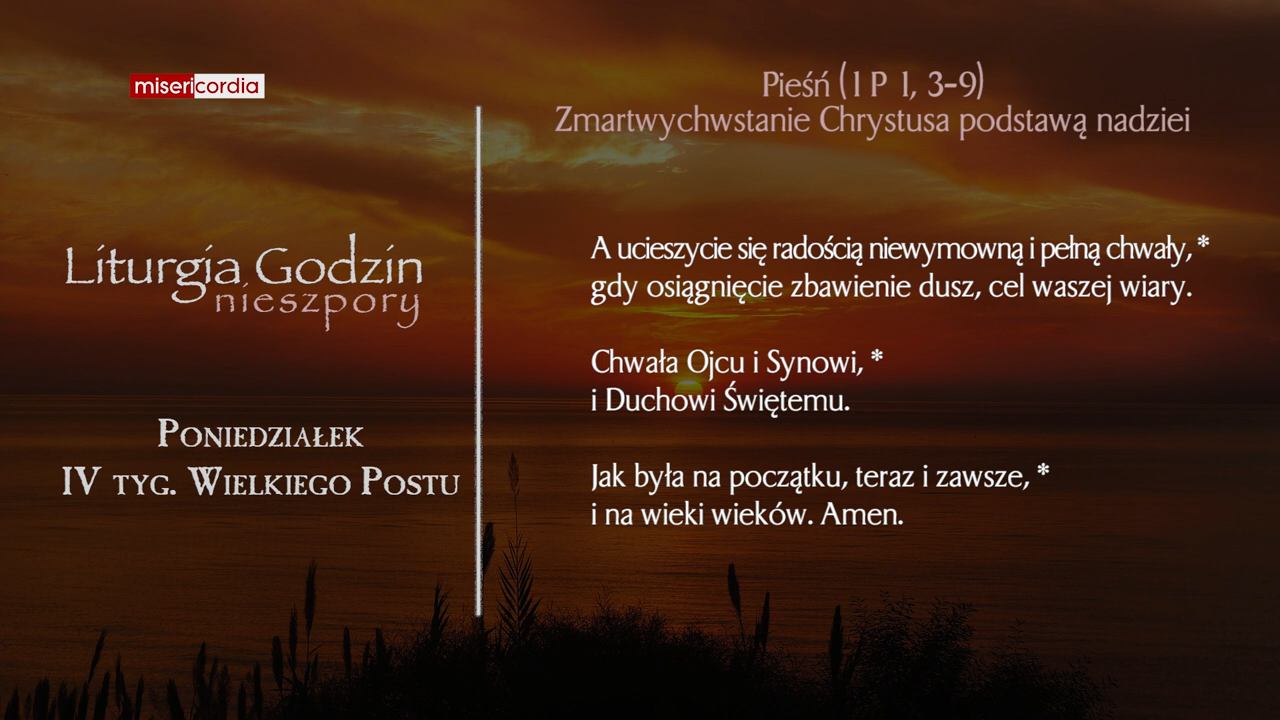 misericordia
Liturgia Godzin
nieszpory
Poniedziałek
IV tyg. Wielkiego Postu
Pieśń (1 P 1, 3-9)
Zmartwychwstanie Chrystusa podstawą nadziei
A ucieszycie się radością niewymowną i pełną chwały, *
gdy osiągnięcie zbawienie dusz, cel waszej wiary.
Chwała Ojcu i Synowi, *
i Duchowi Świętemu.
Jak była na początku, teraz i zawsze, *
i na wieki wieków. Amen.